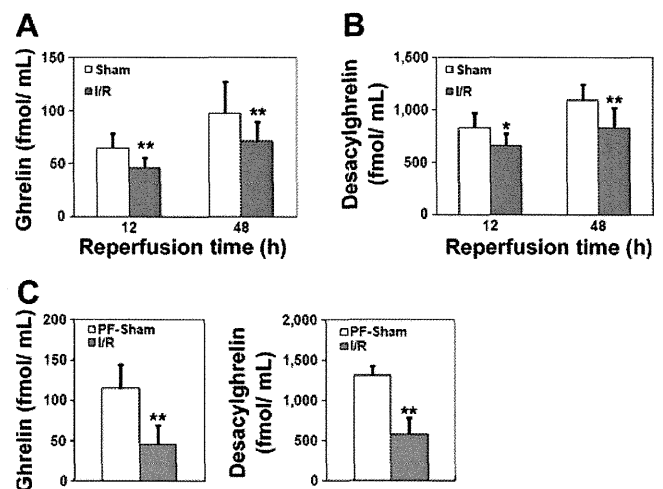 A
Ghrelin (fmol/ mL)
150
100
50
0
Sham
I/R
**
**
12
48
Reperfusion time (h)
B
Desacylghrelin
(fmol/ mL)
1,500
1,000
500
0
Sham
I/R
*
**
12
48
Reperfusion time (h)
C
Ghrelin (fmol/ mL)
200
150
100
50
0
PF-Sham
I/R
**
Desacylghrelin
(fmol/ mL)
2,000
1,500
1,000
500
0
PF-Sham
I/R
**